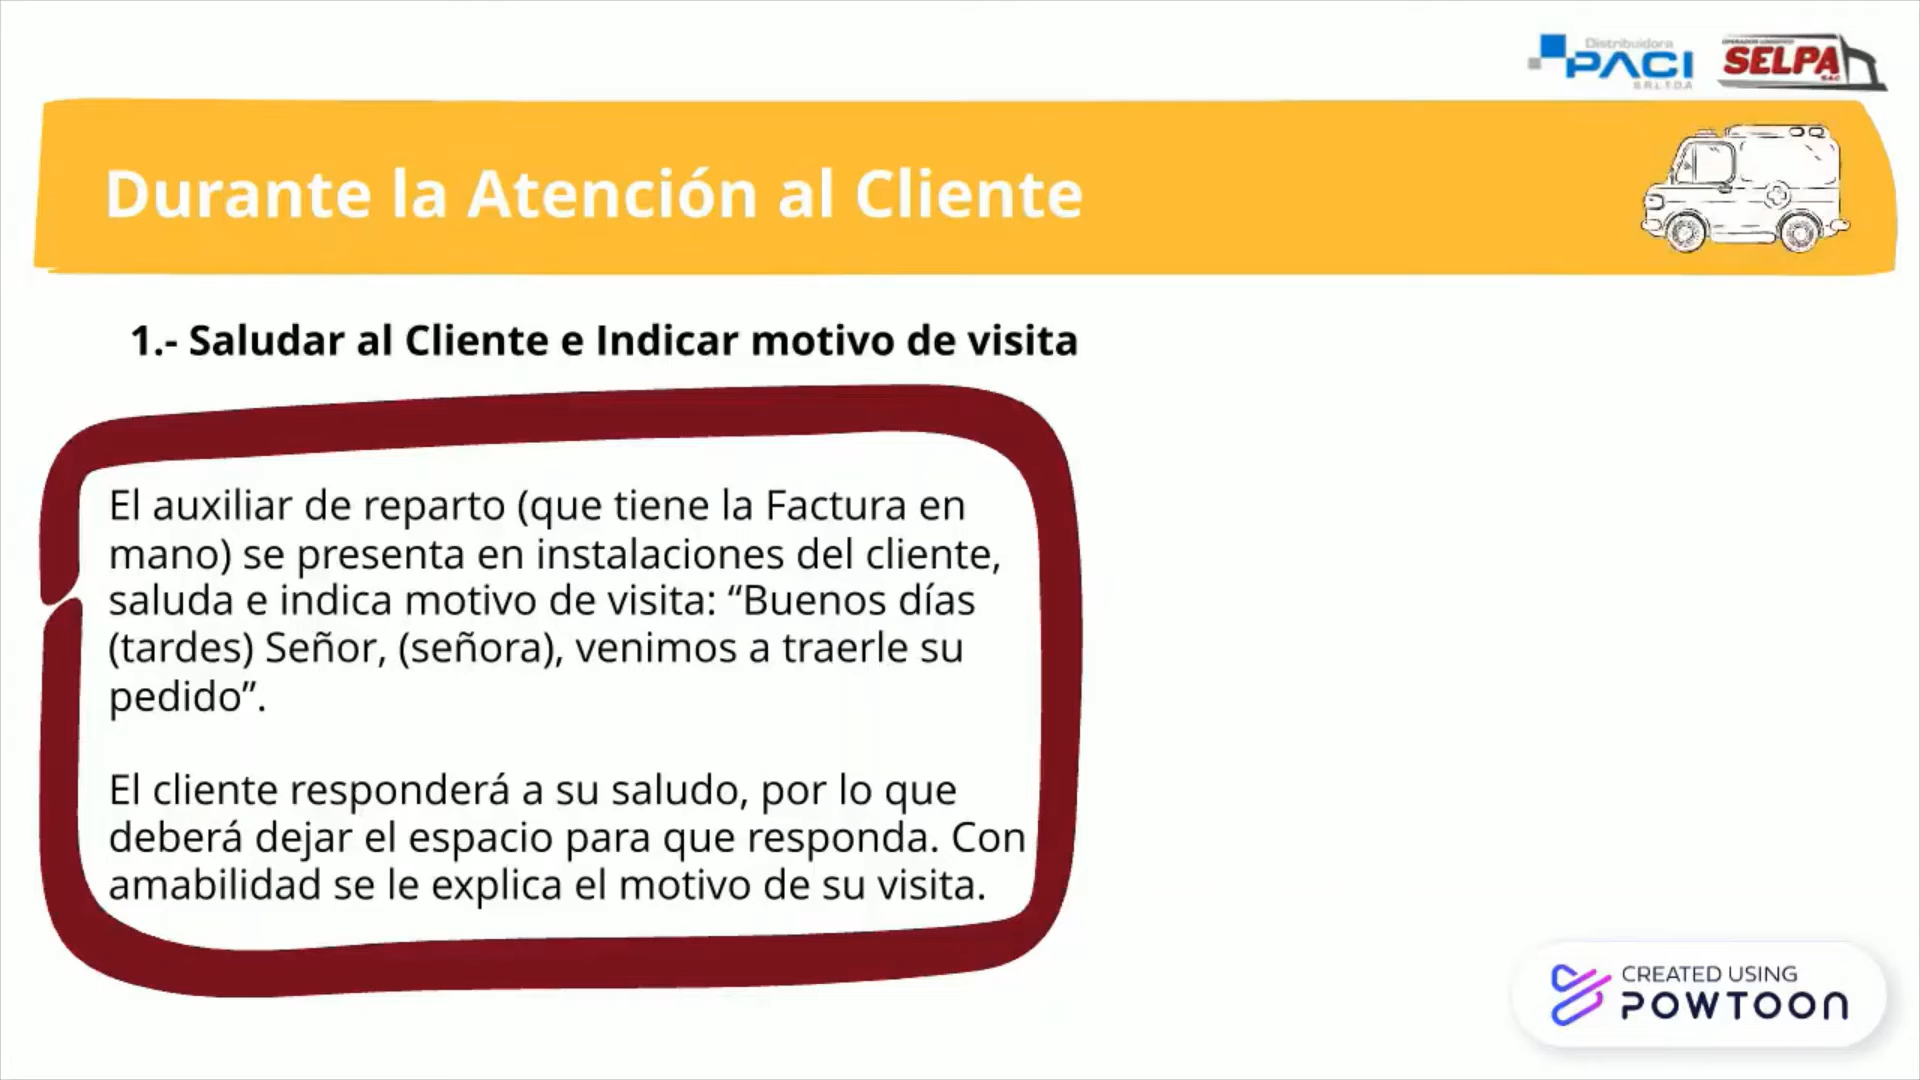 Distribuidora
PACI
S.R.L.T.D.A
SELPA
SAC
Durante la Atención al Cliente
1.- Saludar al Cliente e Indicar motivo de visita
El auxiliar de reparto (que tiene la Factura en
mano) se presenta en instalaciones del cliente,
saluda e indica motivo de visita: “Buenos días
(tardes) Señor, (señora), venimos a traerle su
pedido”.
El cliente responderá a su saludo, por lo que
deberá dejar el espacio para que responda. Con
amabilidad se le explica el motivo de su visita.
CREATED USING
POWTOON